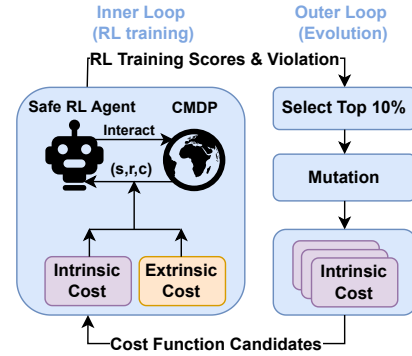 Inner Loop
(RL training)
Outer Loop
(Evolution)
RL Training Scores & Violation
Safe RL Agent
CMDP
Interact
(s,r,c)
Intrinsic
Cost
Extrinsic
Cost
Select Top 10%
Mutation
Intrinsic
Cost
Cost Function Candidates